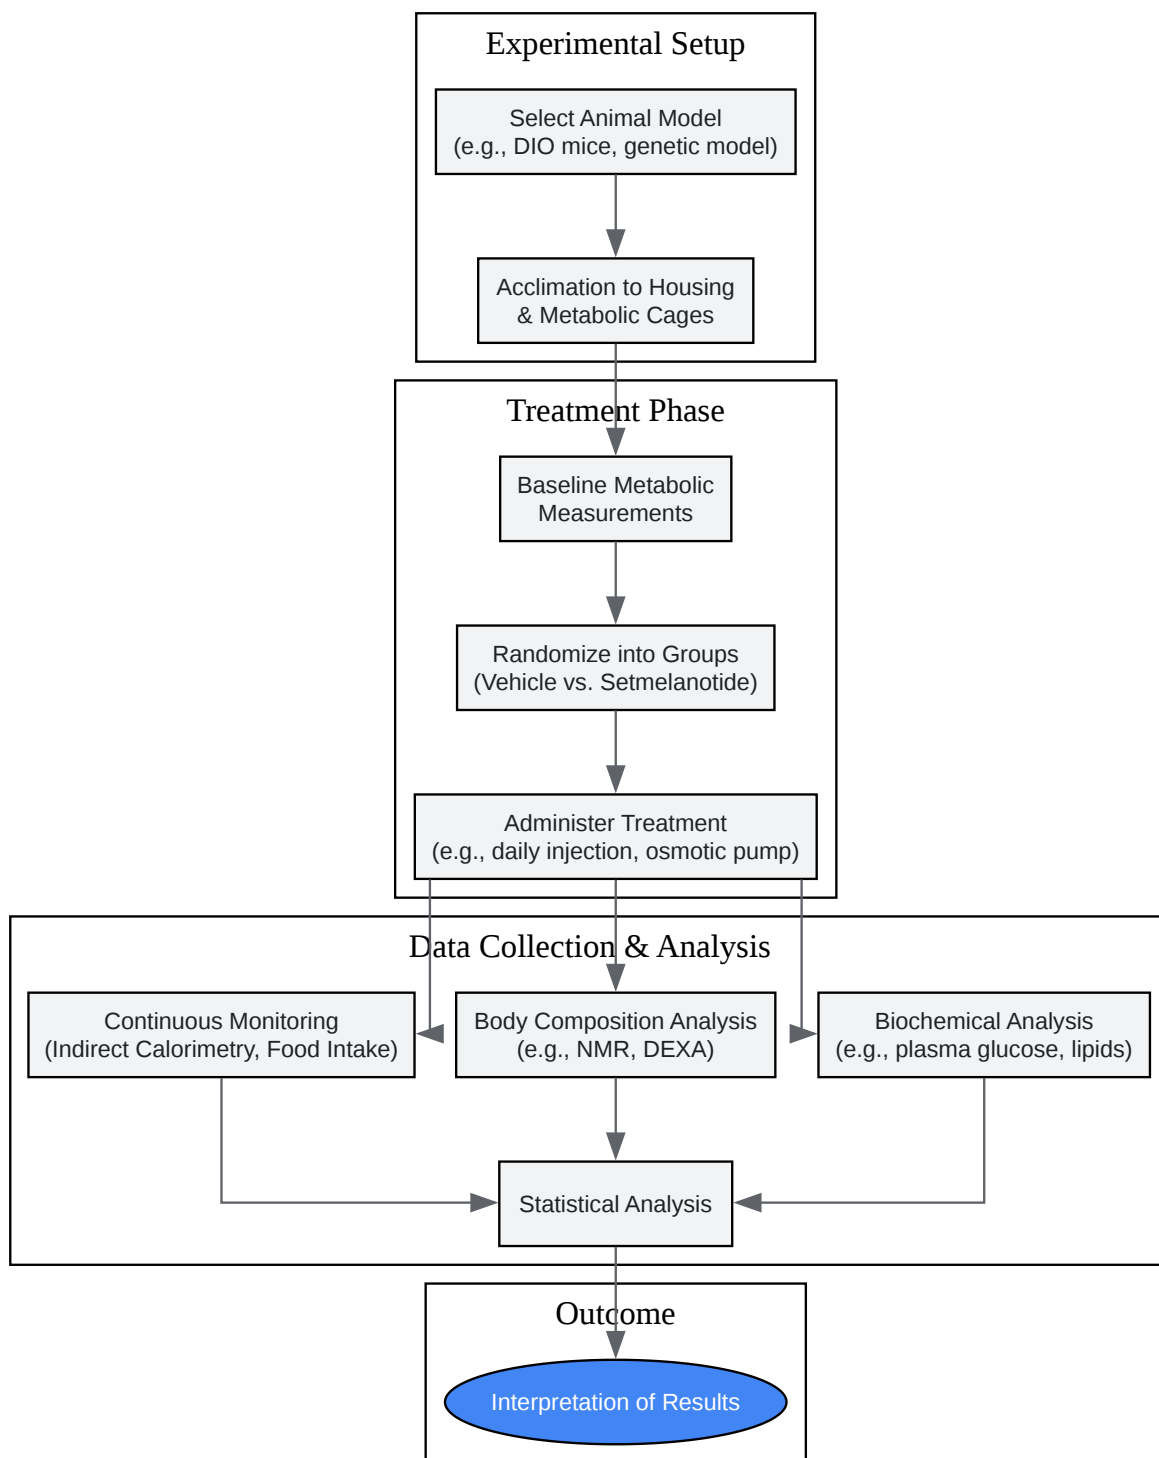 Experimental Setup
Select Animal Model
(e.g., DIO mice, genetic model)
Acclimation to Housing
& Metabolic Cages
Treatment Phase
Baseline Metabolic
Measurements
Randomize into Groups
(Vehicle vs. Setmelanotide)
Administer Treatment
(e.g., daily injection, osmotic pump)
Data Collection & Analysis
Continuous Monitoring
(Indirect Calorimetry, Food Intake)
Body Composition Analysis
(e.g., NMR, DEXA)
Biochemical Analysis
(e.g., plasma glucose, lipids)
Statistical Analysis
Outcome
Interpretation of Results